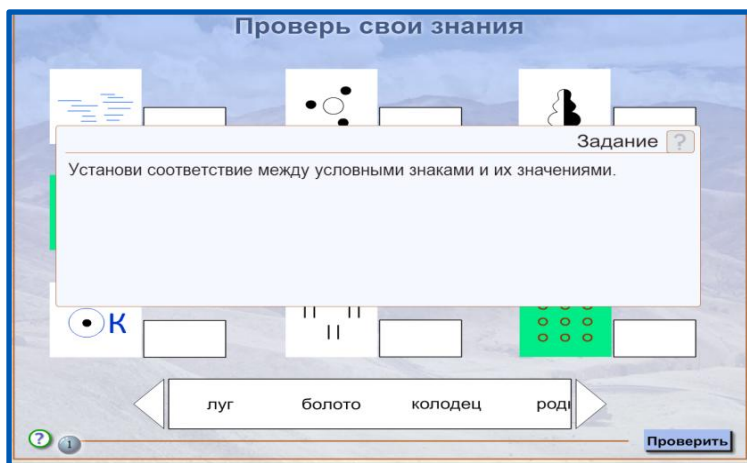 Проверь свои знания
Задание ?
Установи соответствие между условными знаками и их значениями.
К
луг болото колодец
? i
Проверить